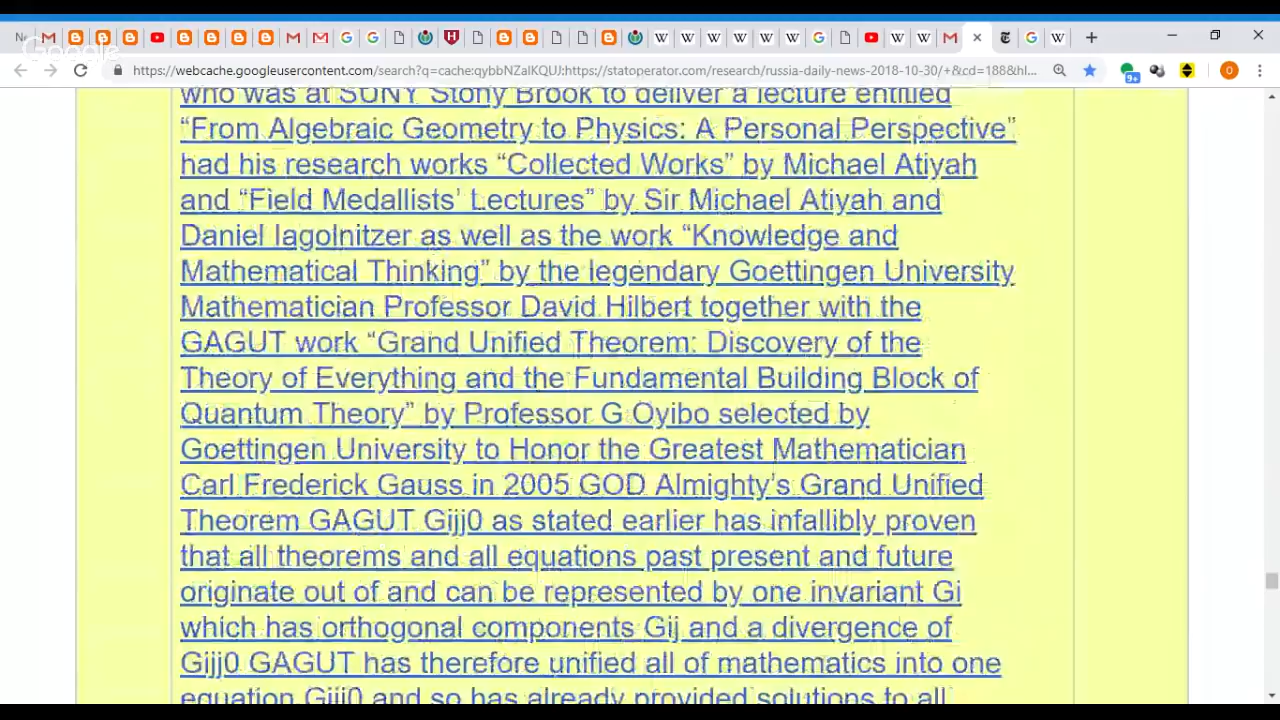 Ne
Google
https://webcache.googleusercontent.com/search?q=cache:qybbNZalKQUJ:https://statoperator.com/research/russia-daily-news-2018-10-30/+&cd=188&hl...
9+
O
who was at SUNY Stony Brook to deliver a lecture entitled
“From Algebraic Geometry to Physics: A Personal Perspective”
had his research works “Collected Works” by Michael Atiyah
and “Field Medallists’ Lectures” by Sir Michael Atiyah and
Daniel Iagolnitzer as well as the work “Knowledge and
Mathematical Thinking” by the legendary Goettingen University
Mathematician Professor David Hilbert together with the
GAGUT work “Grand Unified Theorem: Discovery of the
Theory of Everything and the Fundamental Building Block of
Quantum Theory” by Professor G Oyibo selected by
Goettingen University to Honor the Greatest Mathematician
Carl Frederick Gauss in 2005 GOD Almighty's Grand Unified
Theorem GAGUT Gijj0 as stated earlier has infallibly proven
that all theorems and all equations past present and future
originate out of and can be represented by one invariant Gi
which has orthogonal components Gij and a divergence of
Gijj0 GAGUT has therefore unified all of mathematics into one
equation Gijj0 and so has already provided solutions to all